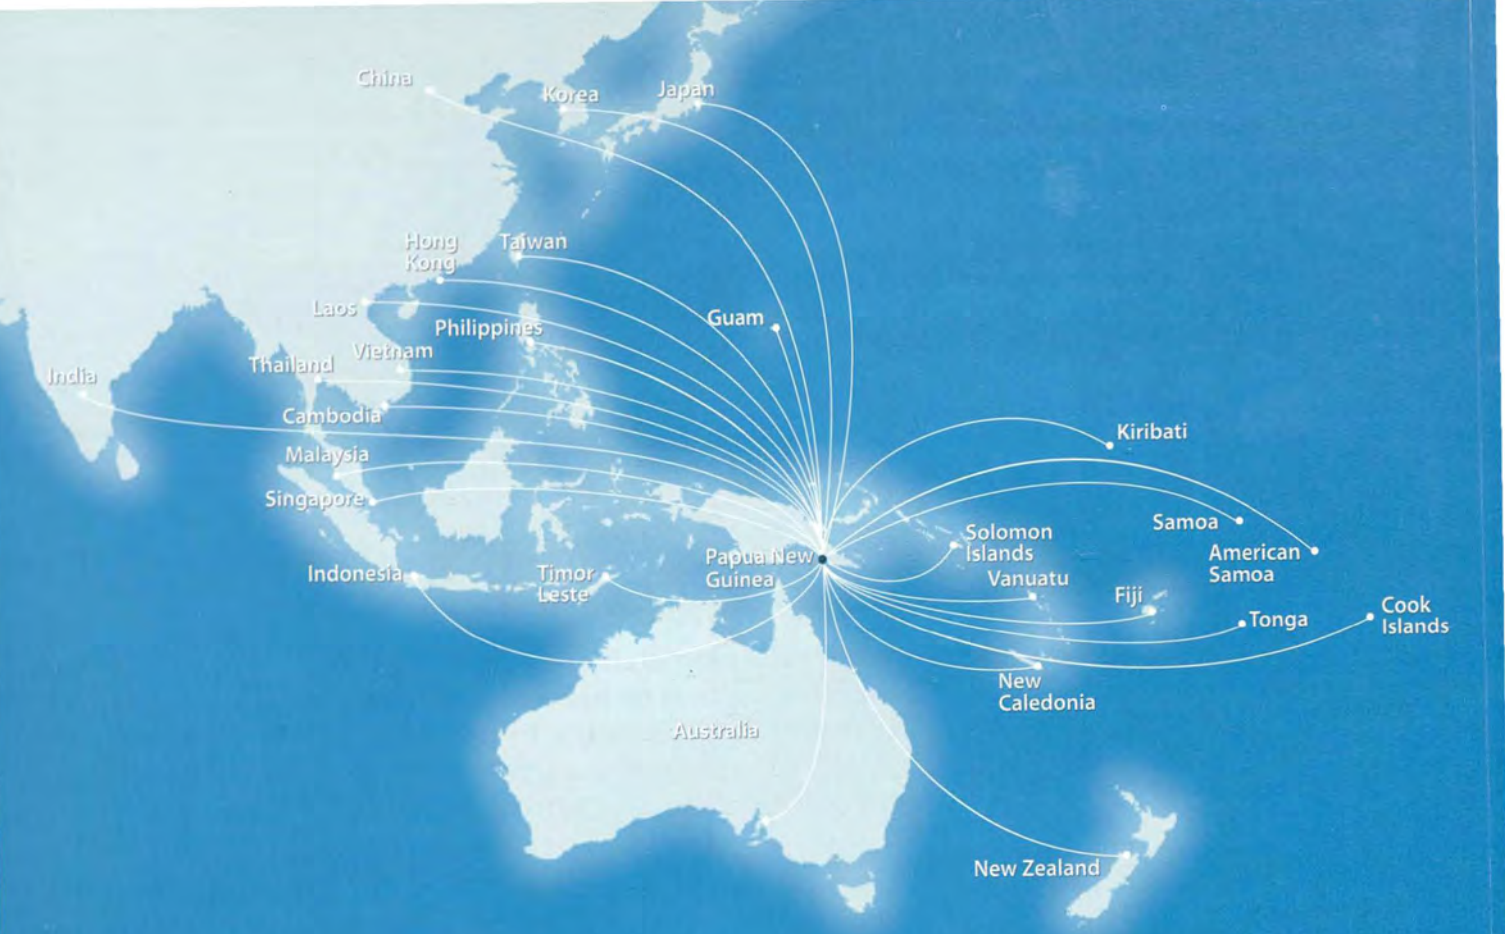 China
Korea
Japan
Hong
Kong
Taiwan
Laos
Guam
Philippines
Vietnam
Thailand
India
Cambodia
Kiribati
Malaysia
Singapore
Samoa
Solomon
Islands
American
Samoa
Papua New
Guinea
Indonesia
Timor
Leste
Vanuatu
Fiji
Cook
Islands
Tonga
New
Caledonia
Australia
New Zealand